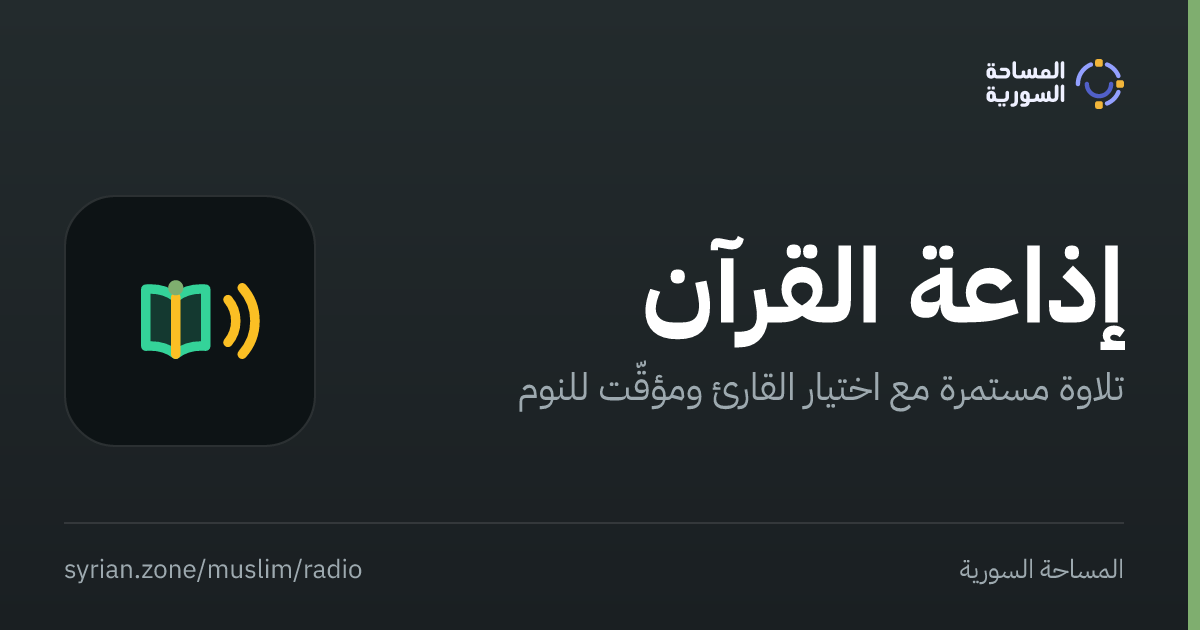 المساحة
السورية
إذاعة القرآن
تلاوة مستمرة مع اختيار القارئ ومؤقّت للنوم
المساحة السورية
syrian.zone/muslim/radio